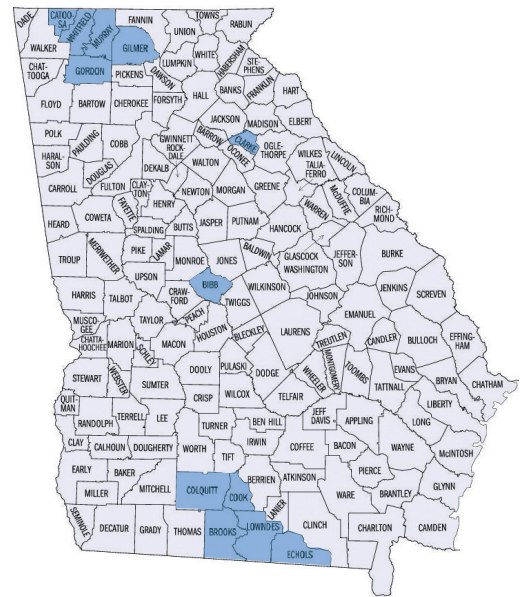 DADE
CATOO-
SA
WHITFIELD
MURRAY
FANNIN
TOWNS
RABUN
UNION
WALKER
GILMER
WHITE
HABERSHAM
LUMPKIN
STE-
PHENS
CHAT-
TOOGA
GORDON
PICKENS
DAWSON
BANKS
FRANKLIN
HART
HALL
FLOYD
BARTOW
CHEROKEE
FORSYTH
JACKSON
MADISON
ELBERT
POLK
PAULDING
COBB
GWINNETT
BARROW
CLARKE
OCONEE
OGLE-
THORPE
ROCK-
DALE
HARAL-
SON
DOUGLAS
DEKALB
WALTON
WILKES
LINCOLN
TALIA-
FERRO
CARROLL
FULTON
CLAY-
TON
NEWTON
MORGAN
GREENE
McDUFFIE
COLUM-
BIA
HENRY
FAYETTE
WARREN
RICH-
MOND
HEARD
COWETA
SPALDING
BUTTS
JASPER
PUTNAM
HANCOCK
TROUP
MERIWETHER
PIKE
LAMAR
MONROE
JONES
BALDWIN
GLASCOCK
WASHINGTON
JEFFER-
SON
BURKE
UPSON
BIBB
WILKINSON
HARRIS
TALBOT
CRAW-
FORD
TWIGGS
JOHNSON
JENKINS
SCREVEN
EMANUEL
TAYLOR
PEACH
MUSCO-
GEE
CHATTA-
HOOCHEE
MARION
SCHLEY
MACON
HOUSTON
BLECKLEY
LAURENS
TREUTLEN
CANDLER
BULLOCH
EFFING-
HAM
MONTGOMERY
STEWART
WEBSTER
SUMTER
DOOLY
PULASKI
DODGE
WHEELER
TOOMBS
EVANS
TATTNALL
BRYAN
CHATHAM
QUIT-
MAN
CRISP
WILCOX
TELFAIR
LIBERTY
RANDOLPH
TERRELL
LEE
TURNER
BEN HILL
JEFF
DAVIS
APPLING
LONG
CLAY
CALHOUN
DOUGHERTY
WORTH
IRWIN
TIFT
COFFEE
BACON
WAYNE
McINTOSH
EARLY
BAKER
MITCHELL
COLQUITT
COOK
BERRIEN
ATKINSON
PIERCE
MILLER
WARE
BRANTLEY
GLYNN
LANIER
SEMINOLE
DECATUR
GRADY
THOMAS
BROOKS
LOWNDES
CLINCH
CHARLTON
CAMDEN
ECHOLS